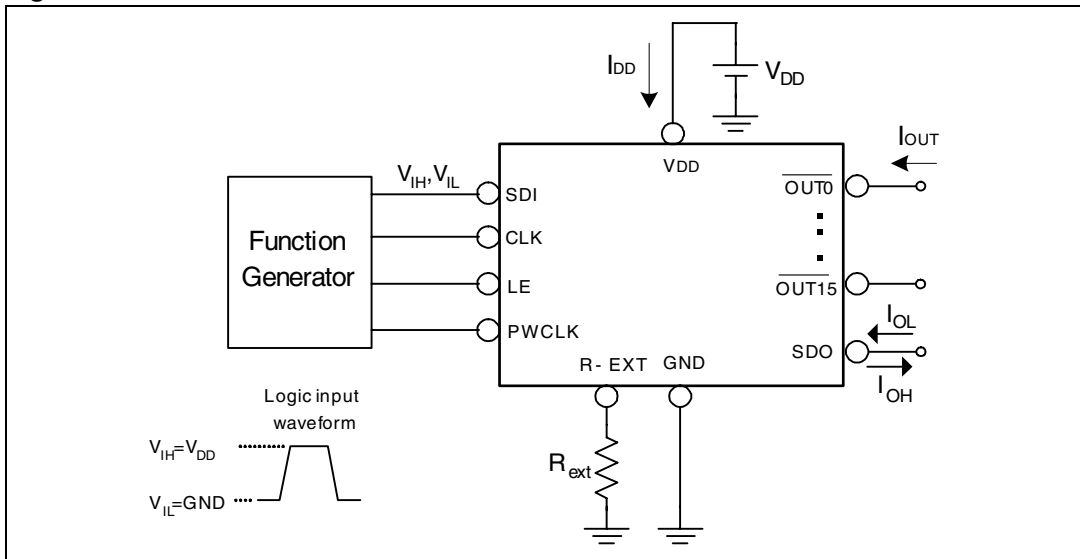 IDD
VDD
VDD
IOUT
VIH,VIL
SDI
OUT0
Function
Generator
CLK
LE
OUT15
PWCLK
IOL
SDO
R- EXT
GND
IOH
Logic input
waveform
VIH=VDD
Rext
VIL=GND